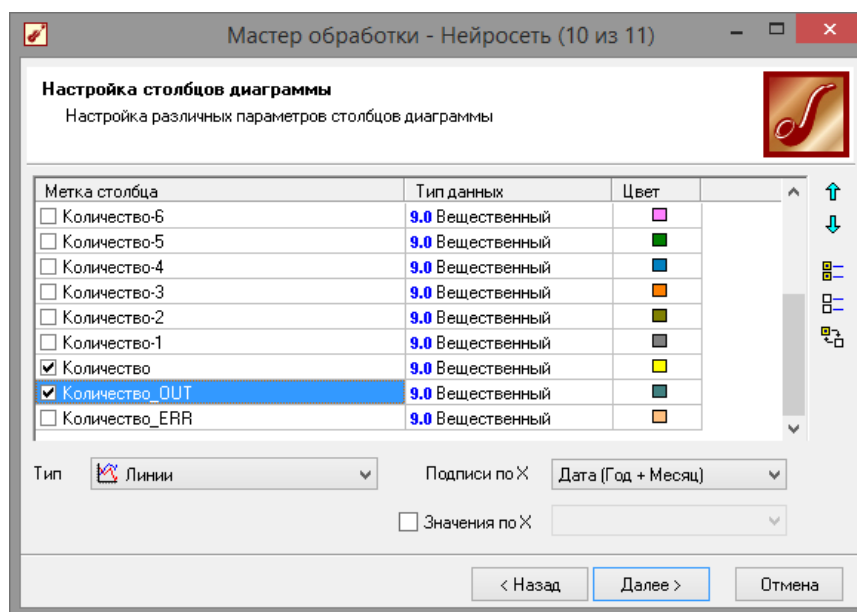 Мастер обработки - Нейросеть (10 из 11)
Настройка столбцов диаграммы
Настройка различных параметров столбцов диаграммы
Метка столбца Тип данных Цвет
Количество-6 9.0 Вещественный
Количество-5 9.0 Вещественный
Количество-4 9.0 Вещественный
Количество-3 9.0 Вещественный
Количество-2 9.0 Вещественный
Количество-1 9.0 Вещественный
Количество 9.0 Вещественный
Количество_OUT 9.0 Вещественный
Количество_ERR 9.0 Вещественный
Тип Линии Подписи по X Дата (Год + Месяц)
Значения по X
< Назад Далее > Отмена